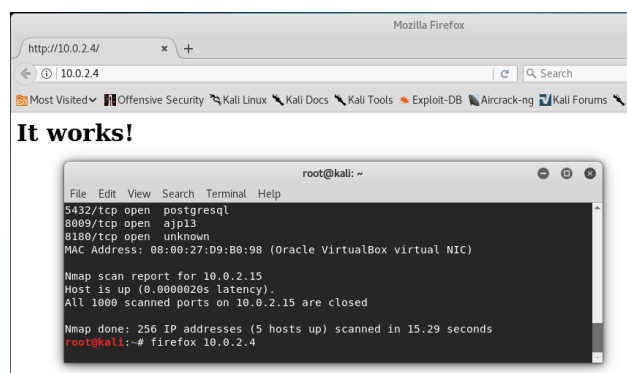 Mozilla Firefox
http://10.0.2.4/ × +
10.0.2.4 Search
Most Visited Offensive Security Kali Linux Kali Docs Kali Tools Exploit-DB Aircrack-ng Kali Forums
It works!
root@kali: ~
File Edit View Search Terminal Help
5432/tcp open postgresql
8009/tcp open ajp13
8180/tcp open unknown
MAC Address: 08:00:27:D9:B0:98 (Oracle VirtualBox virtual NIC)
Nmap scan report for 10.0.2.15
Host is up (0.0000020s latency).
All 1000 scanned ports on 10.0.2.15 are closed
Nmap done: 256 IP addresses (5 hosts up) scanned in 15.29 seconds
root@kali:~# firefox 10.0.2.4